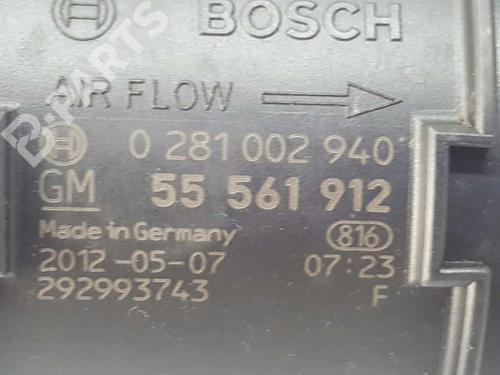 BOSCH
AIR FLOW
0 281 002 940
GM 55 561 912
Made in Germany 816
2012-05-07 07:23
292993743 F
B-PARTS